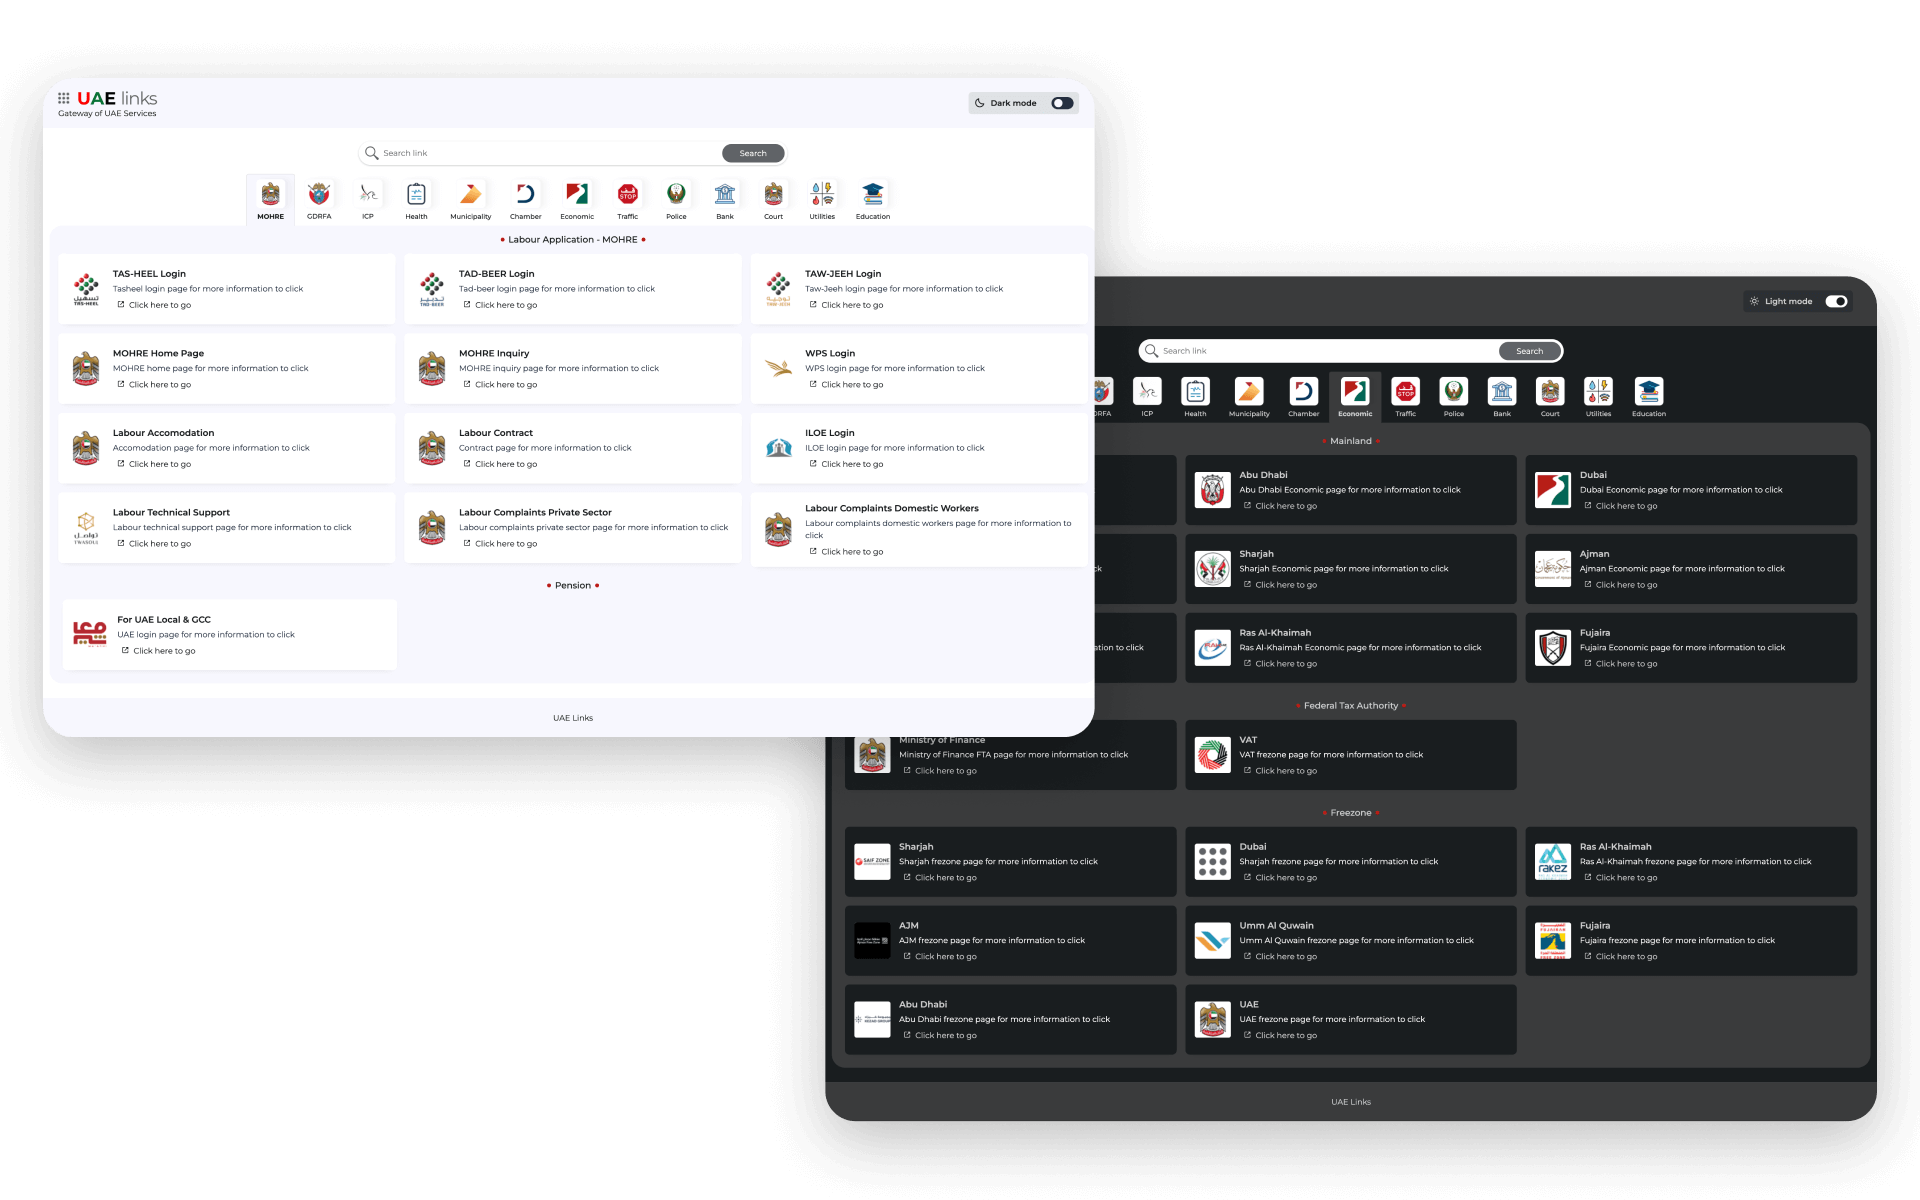 UAE links
Gateway of UAE Services
Dark mode
Search link
Search
MOHRE
GDRFA
ICP
Health
Municipality
Chamber
Economic
Traffic
Police
Bank
Court
Utilities
Education
Labour Application - MOHRE
TAS-HEEL Login
Tasheel login page for more information to click
Click here to go
تسهيل
TAS-HEEL
TAD-BEER Login
Tad-beer login page for more information to click
Click here to go
تدبير
TAD-BEER
TAW-JEEH Login
Taw-Jeeh login page for more information to click
Click here to go
توجيه
TAW-JEEH
MOHRE Home Page
MOHRE home page for more information to click
Click here to go
MOHRE Inquiry
MOHRE inquiry page for more information to click
Click here to go
WPS Login
WPS login page for more information to click
Click here to go
Labour Accomodation
Accomodation page for more information to click
Click here to go
Labour Contract
Contract page for more information to click
Click here to go
ILOE Login
ILOE login page for more information to click
Click here to go
Labour Technical Support
Labour technical support page for more information to click
Click here to go
تواصل
TWASOUL
Labour Complaints Private Sector
Labour complaints private sector page for more information to click
Click here to go
Labour Complaints Domestic Workers
Labour complaints domestic workers page for more information to
click
Click here to go
Pension
For UAE Local & GCC
UAE login page for more information to click
Click here to go
UAE Links
Light mode
Search link
Search
DRFA
ICP
Health
Municipality
Chamber
Economic
Traffic
Police
Bank
Court
Utilities
Education
Mainland
Abu Dhabi
Abu Dhabi Economic page for more information to click
Click here to go
Dubai
Dubai Economic page for more information to click
Click here to go
ck
Sharjah
Sharjah Economic page for more information to click
Click here to go
Ajman
Ajman Economic page for more information to click
Click here to go
ation to click
Ras Al-Khaimah
Ras Al-Khaimah Economic page for more information to click
Click here to go
Fujaira
Fujaira Economic page for more information to click
Click here to go
Federal Tax Authority
Ministry of Finance
Ministry of Finance FTA page for more information to click
Click here to go
VAT
VAT frezone page for more information to click
Click here to go
Freezone
SAIF ZONE
Sharjah
Sharjah frezone page for more information to click
Click here to go
Dubai
Sharjah frezone page for more information to click
Click here to go
rakez
Ras Al-Khaimah
Ras Al-Khaimah frezone page for more information to click
Click here to go
AJM
AJM frezone page for more information to click
Click here to go
Umm Al Quwain
Umm Al Quwain frezone page for more information to click
Click here to go
FUJAIRAH
FREE ZONE
Fujaira
Fujaira frezone page for more information to click
Click here to go
Abu Dhabi
Abu Dhabi frezone page for more information to click
Click here to go
UAE
UAE frezone page for more information to click
Click here to go
UAE Links